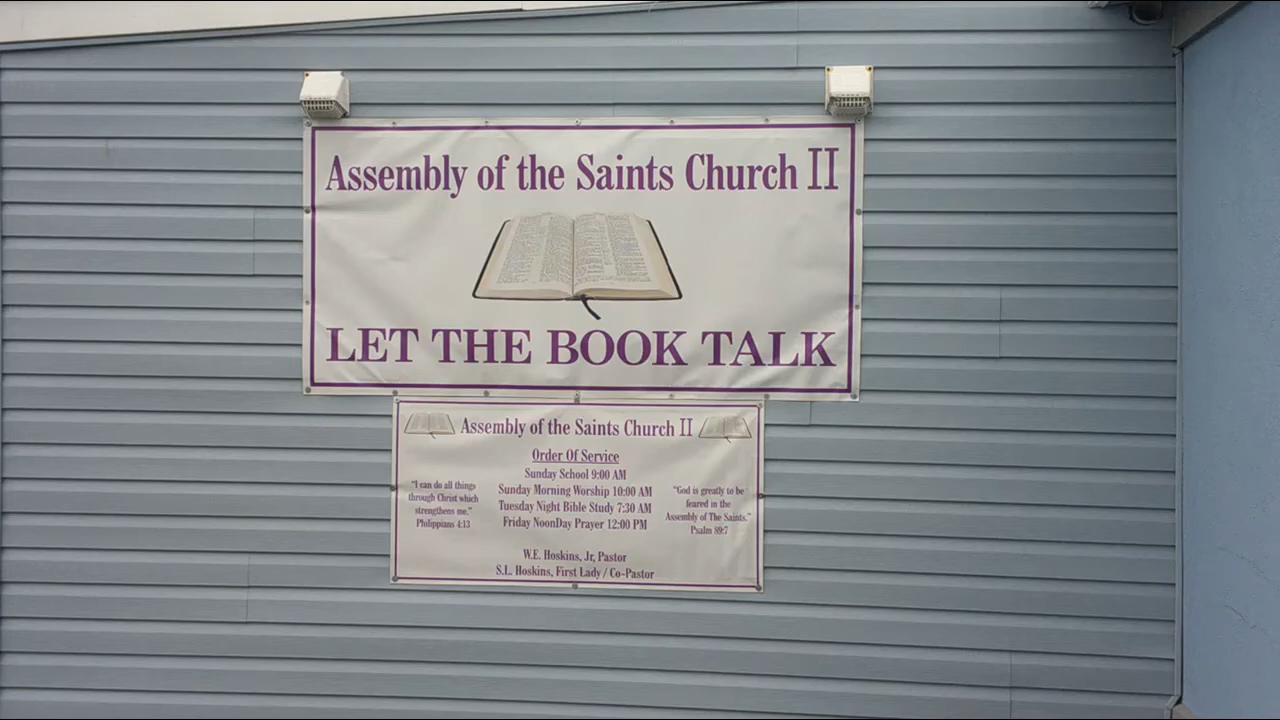 Assembly of the Saints Church II
LET THE BOOK TALK
Assembly of the Saints Church II
Order Of Service
Sunday School 9:00 AM
Sunday Morning Worship 10:00 AM
Tuesday Night Bible Study 7:30 AM
Friday NoonDay Prayer 12:00 PM
"I can do all things
through Christ which
strengthens me."
Philippians 4:13
"God is greatly to be
feared in the
Assembly of The Saints."
Psalm 89:7
W.E. Hoskins, Jr, Pastor
S.L. Hoskins, First Lady / Co-Pastor